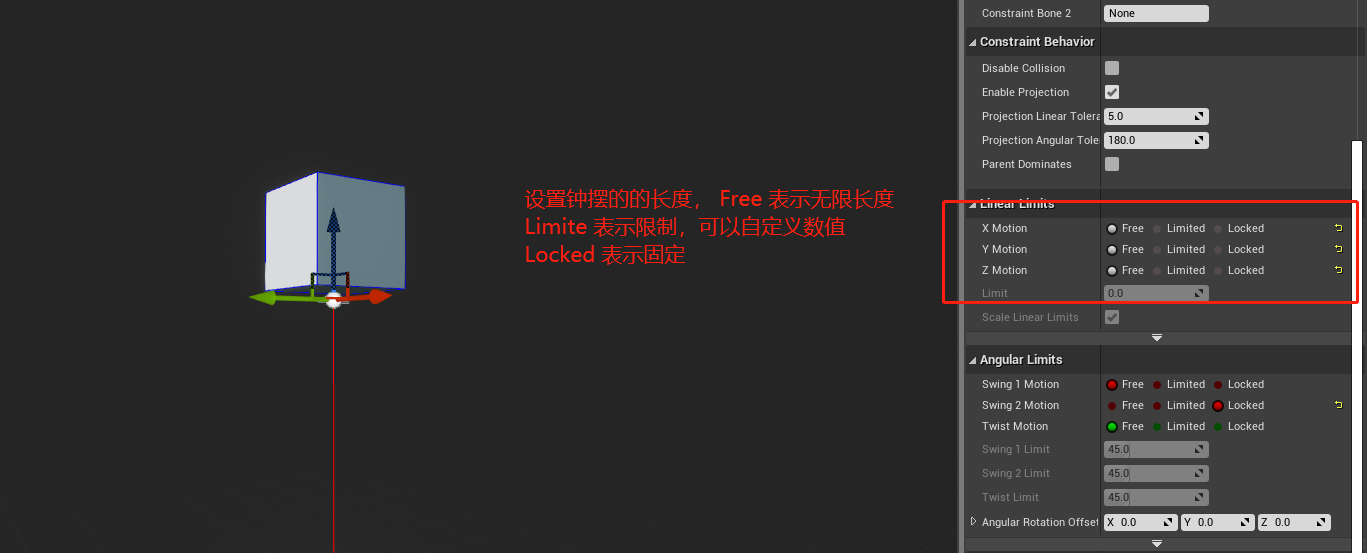 Constraint Bone 2 None
Constraint Behavior
Disable Collision
Enable Projection
Projection Linear Tolera 5.0
Projection Angular Tole 180.0
Parent Dominates
设置钟摆的的长度， Free 表示无限长度
Limite 表示限制，可以自定义数值
Locked 表示固定
Linear Limits
X Motion Free Limited Locked
Y Motion Free Limited Locked
Z Motion Free Limited Locked
Limit 0.0
Scale Linear Limits
Angular Limits
Swing 1 Motion Free Limited Locked
Swing 2 Motion Free Limited Locked
Twist Motion Free Limited Locked
Swing 1 Limit 45.0
Swing 2 Limit 45.0
Twist Limit 45.0
Angular Rotation Offset X 0.0 Y 0.0 Z 0.0